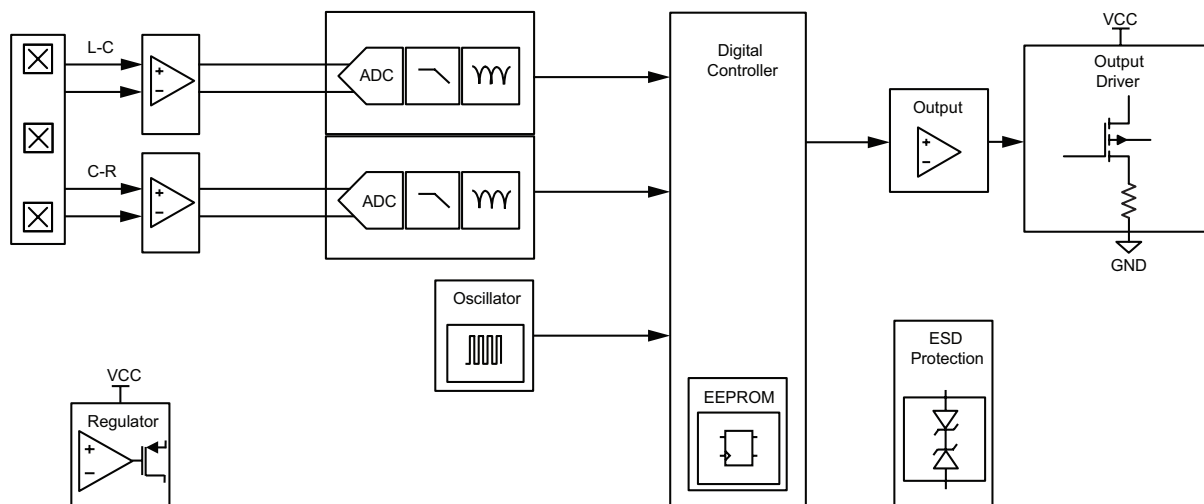 VCC
L-C
+
−
ADC
Digital
Controller
Output
Driver
Output
+
−
C-R
+
−
ADC
GND
Oscillator
ESD
Protection
VCC
EEPROM
Regulator
+
−